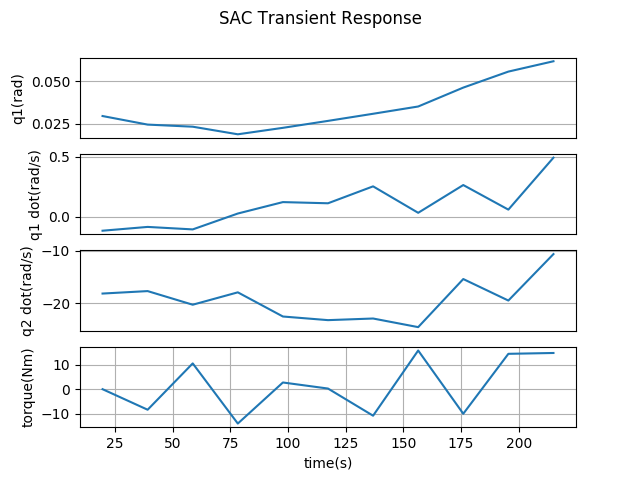 SAC Transient Response
q1(rad)
0.050
0.025
q1 dot(rad/s)
0.5
0.0
q2 dot(rad/s)
−10
−20
torque(Nm)
10
0
−10
25 50 75 100 125 150 175 200
time(s)